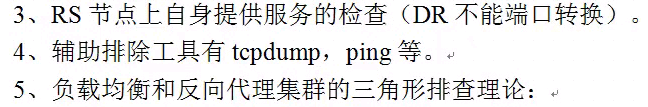 3、RS 节点上自身提供服务的检查（DR 不能端口转换）。
4、辅助排除工具有 tcpdump，ping 等。
5、负载均衡和反向代理集群的三角形排查理论：